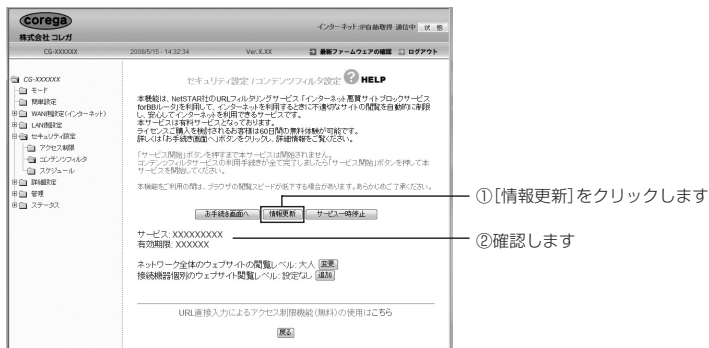 corega
株式会社 コレガ
インターネット:IP自動取得 通信中 状態
CG-XXXXXX 2008/5/15 - 14:32:34 Ver.X.XX 最新ファームウェアの確認 ログアウト
CG-XXXXXX
モード
簡単設定
WAN側設定(インターネット)
LAN側設定
セキュリティ設定
アクセス制限
コンテンツフィルタ
スケジュール
詳細設定
管理
ステータス
セキュリティ設定 / コンテンツフィルタ設定 ? HELP
本機能は、NetSTAR社のURLフィルタリングサービス「インターネット悪質サイトブロックサービス
forBBルータ」を利用して、インターネットを利用するときに不適切なサイトの閲覧を自動的に制限
し、安心してインターネットを利用できるサービスです。
本サービスは有料サービスとなっております。
ライセンスご購入を検討されるお客様は60日間の無料体験が可能です。
詳しくは「お手続き画面へ」ボタンをクリックし、詳細情報をご覧ください。
「サービス開始」ボタンを押すまで本サービスは開始されません。
コンテンツフィルタサービスの利用手続きが全て完了しましたら「サービス開始」ボタンを押して本
サービスを開始してください。
本機能をご利用の間は、ブラウザの閲覧スピードが低下する場合があります。あらかじめご了承ください。
お手続き画面へ 情報更新 サービス一時停止
①[情報更新]をクリックします
サービス: XXXXXXXXX
有効期限: XXXXXX
②確認します
ネットワーク全体のウェブサイトの閲覧レベル: 大人 変更
接続機器個別のウェブサイト閲覧レベル: 設定なし 追加
URL直接入力によるアクセス制限機能(無料)の使用はこちら
戻る